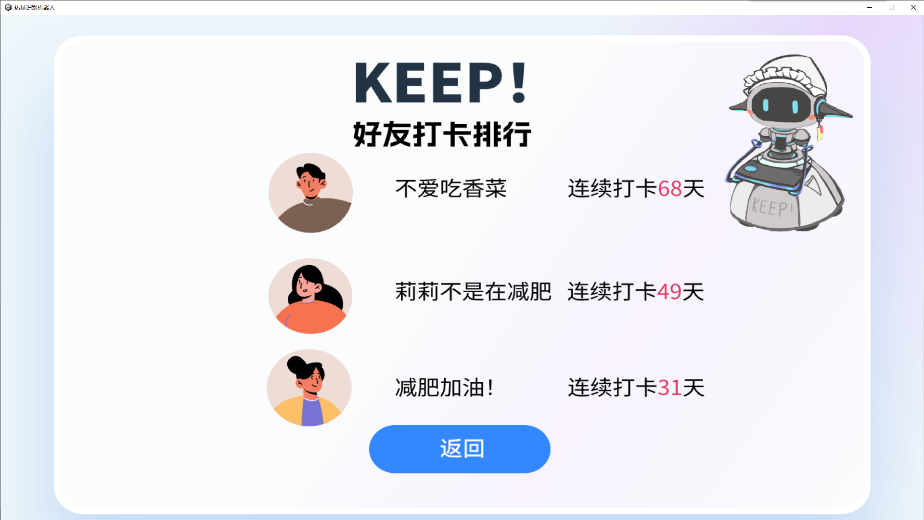 KEEP!
好友打卡排行
不爱吃香菜 连续打卡68天
莉莉不是在减肥 连续打卡49天
减肥加油! 连续打卡31天
返回
KEEP!